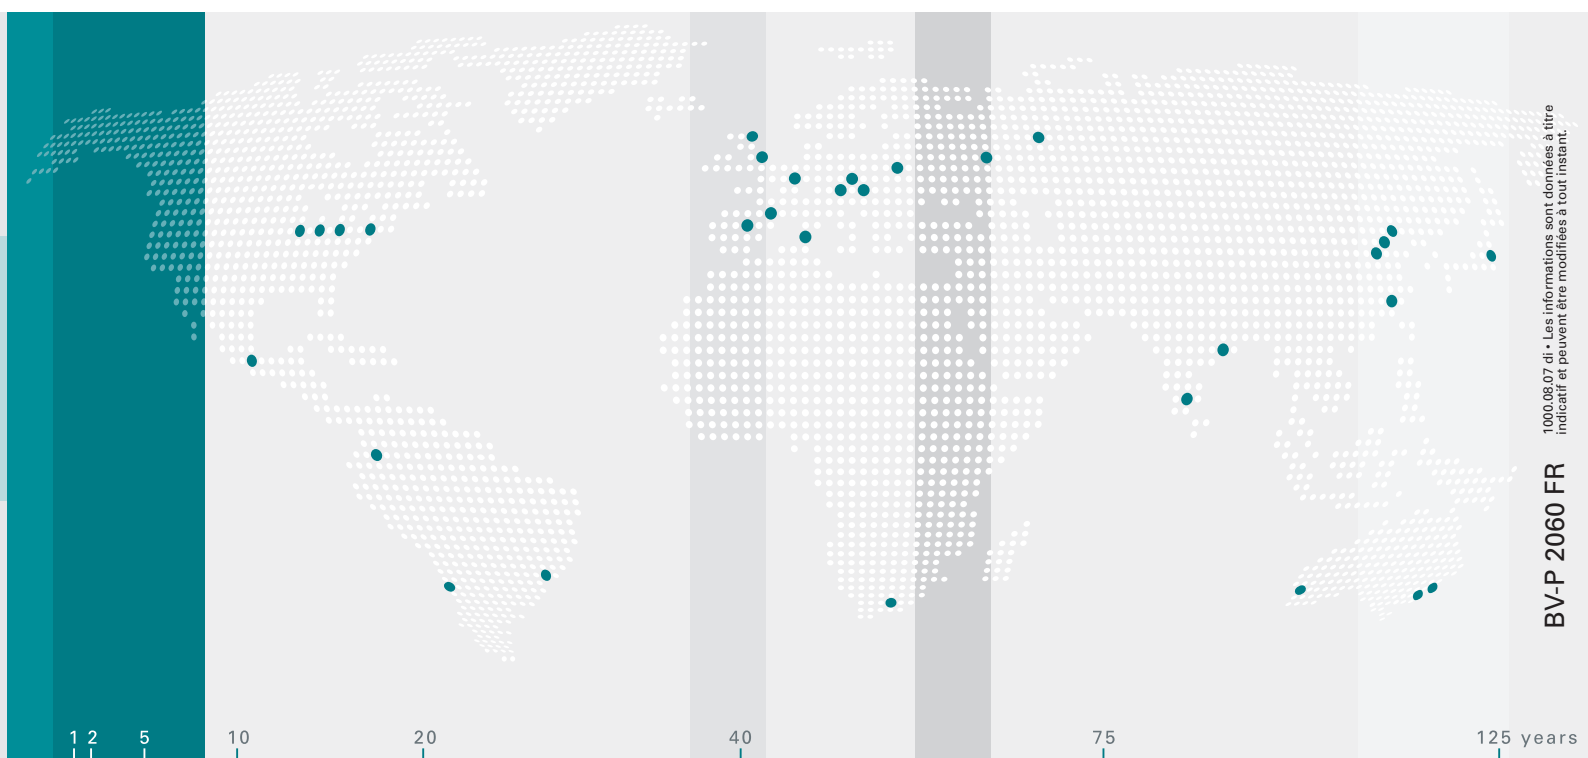 1000.08.07 di • Les informations sont données à titre
indicatif et peuvent être modifiées à tout instant.
BV-P 2060 FR
1 2 5 10 20 40 75 125 years